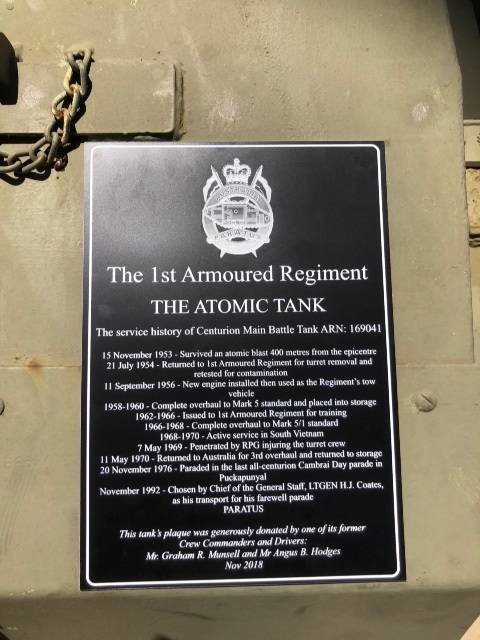 The 1st Armoured Regiment
THE ATOMIC TANK
The service history of Centurion Main Battle Tank ARN: 169041
15 November 1953 - Survived an atomic blast 400 metres from the epicentre
21 July 1954 - Returned to 1st Armoured Regiment for turret removal and
retested for contamination
11 September 1956 - New engine installed then used as the Regiment's tow
vehicle
1958-1960 - Complete overhaul to Mark 5 standard and placed into storage
1962-1966 - Issued to 1st Armoured Regiment for training
1966-1968 - Complete overhaul to Mark 5/1 standard
1968-1970 - Active service in South Vietnam
7 May 1969 - Penetrated by RPG injuring the turret crew
11 May 1970 - Returned to Australia for 3rd overhaul and returned to storage
20 November 1976 - Paraded in the last all-centurion Cambrai Day parade in
Puckapunyal
November 1992 - Chosen by Chief of the General Staff, LTGEN H.J. Coates,
as his transport for his farewell parade
PARATUS
This tank's plaque was generously donated by one of its former
Crew Commanders and Drivers:
Mr. Graham R. Munsell and Mr Angus B. Hodges
Nov 2018